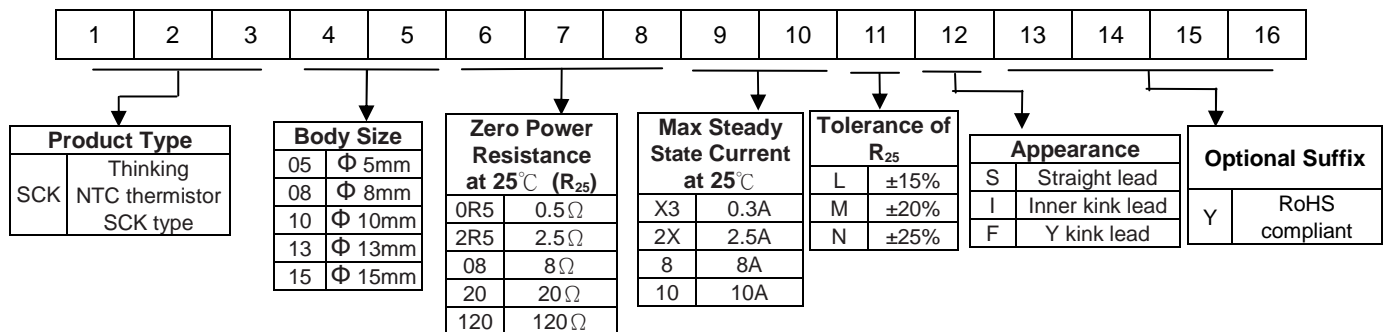 1 2 3 4 5 6 7 8 9 10 11 12 13 14 15 16
Product Type
SCK
Thinking
NTC thermistor
SCK type
Body Size
05 Φ 5mm
08 Φ 8mm
10 Φ 10mm
13 Φ 13mm
15 Φ 15mm
Zero Power
Resistance
at 25℃ (R25)
0R5 0.5Ω
2R5 2.5Ω
08 8Ω
20 20Ω
120 120Ω
Max Steady
State Current
at 25℃
X3 0.3A
2X 2.5A
8 8A
10 10A
Tolerance of
R25
L ±15%
M ±20%
N ±25%
Appearance
S Straight lead
I Inner kink lead
F Y kink lead
Optional Suffix
Y
RoHS
compliant